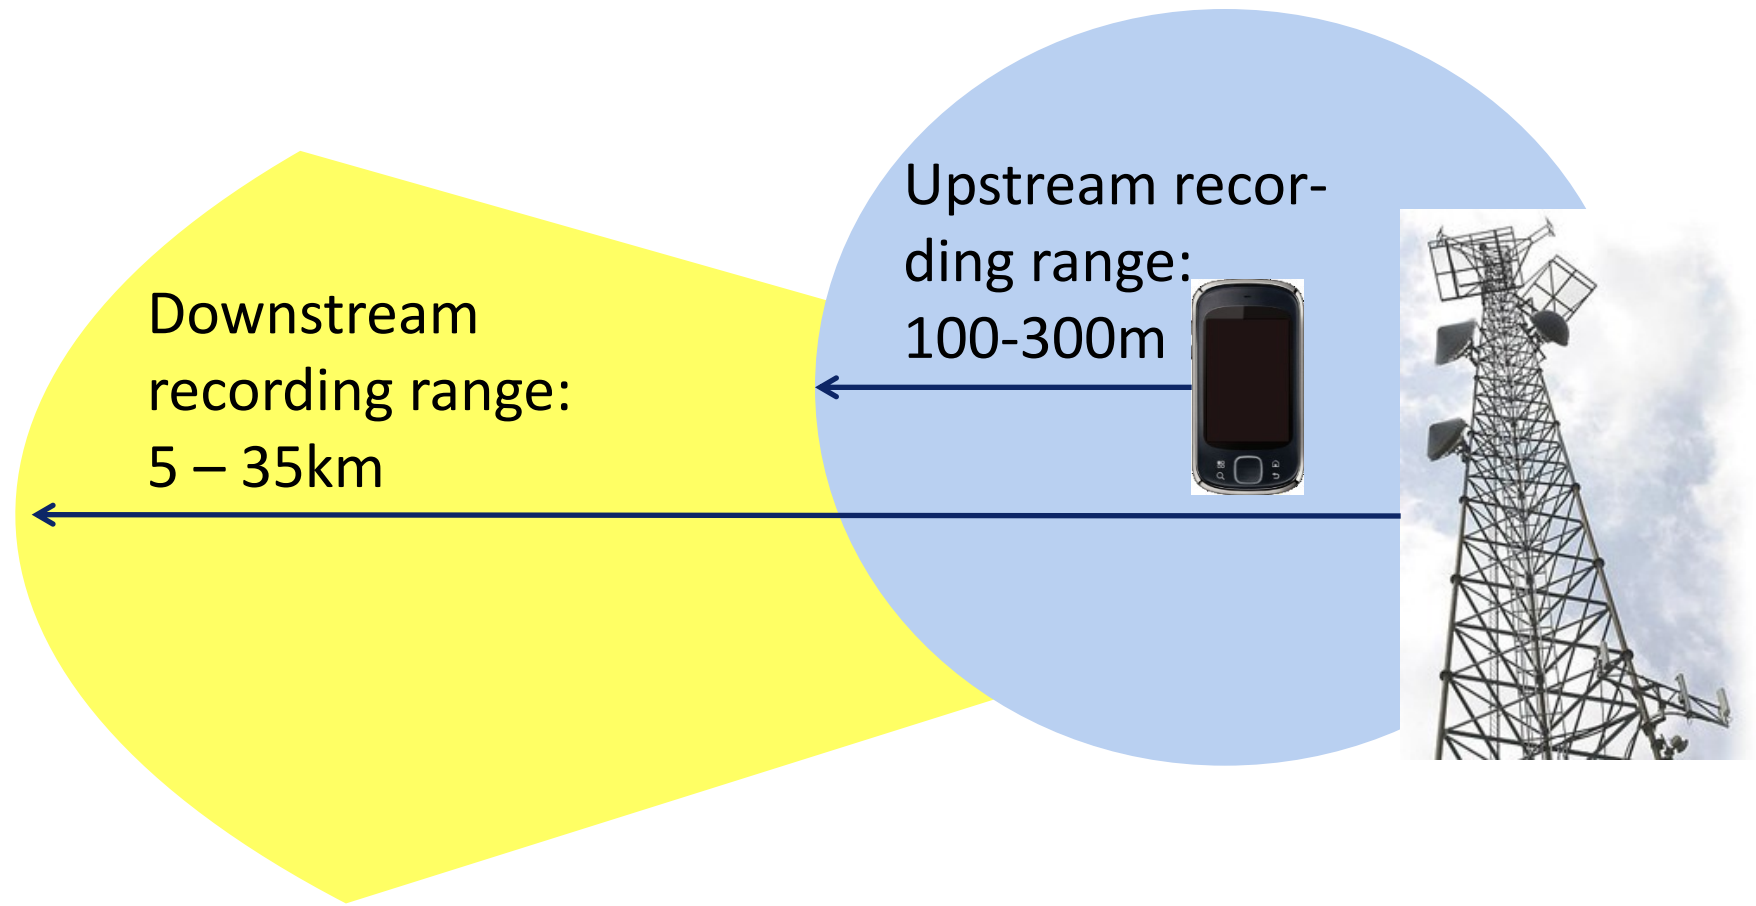 Downstream
recording range:
5 – 35km
Upstream recor-
ding range:
100-300m